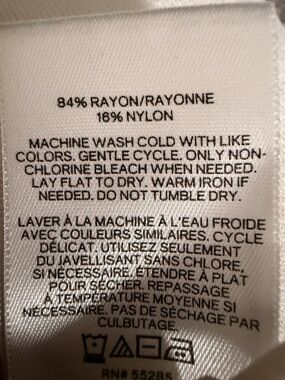 84% RAYON/RAYONNE
16% NYLON
MACHINE WASH COLD WITH LIKE
COLORS. GENTLE CYCLE. ONLY NON-
CHLORINE BLEACH WHEN NEEDED.
LAY FLAT TO DRY. WARM IRON IF
NEEDED. DO NOT TUMBLE DRY.
LAVER À LA MACHINE À L'EAU FROIDE
AVEC COULEURS SIMILAIRES. CYCLE
DÉLICAT. UTILISEZ SEULEMENT
DU JAVELLISANT SANS CHLORE,
SI NÉCESSAIRE. ÉTENDRE À PLAT
POUR SÉCHER. REPASSAGE
À TEMPÉRATURE MOYENNE SI
NÉCESSAIRE. PAS DE SÉCHAGE PAR
CULBUTAGE.
RN# 55285